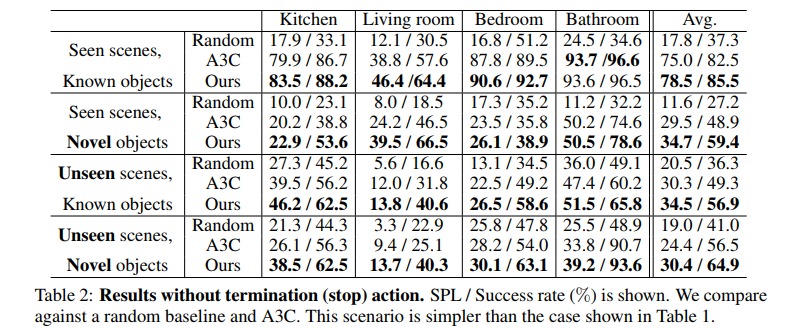 Kitchen Living room Bedroom Bathroom Avg.
Seen scenes, Random 17.9 / 33.1 12.1 / 30.5 16.8 / 51.2 24.5 / 34.6 17.8 / 37.3
A3C 79.9 / 86.7 38.8 / 57.6 87.8 / 89.5 93.7 /96.6 75.0 / 82.5
Known objects Ours 83.5 / 88.2 46.4 /64.4 90.6 / 92.7 93.6 / 96.5 78.5 / 85.5
Seen scenes, Random 10.0 / 23.1 8.0 / 18.5 17.3 / 35.2 11.2 / 32.2 11.6 / 27.2
A3C 20.2 / 38.8 24.2 / 46.5 23.5 / 35.8 50.2 / 74.6 29.5 / 48.9
Novel objects Ours 22.9 / 53.6 39.5 / 66.5 26.1 / 38.9 50.5 / 78.6 34.7 / 59.4
Unseen scenes, Random 27.3 / 45.2 5.6 / 16.6 13.1 / 34.5 36.0 / 49.1 20.5 / 36.3
A3C 39.5 / 56.2 12.0 / 31.8 22.5 / 49.2 47.4 / 60.2 30.3 / 49.3
Known objects Ours 46.2 / 62.5 13.8 / 40.6 26.5 / 58.6 51.5 / 65.8 34.5 / 56.9
Unseen scenes, Random 21.3 / 44.3 3.3 / 22.9 25.8 / 47.8 25.5 / 48.9 19.0 / 41.0
A3C 26.1 / 56.3 9.4 / 25.1 28.2 / 54.0 33.8 / 90.7 24.4 / 56.5
Novel objects Ours 38.5 / 62.5 13.7 / 40.3 30.1 / 63.1 39.2 / 93.6 30.4 / 64.9
Table 2: Results without termination (stop) action. SPL / Success rate (%) is shown. We compare
against a random baseline and A3C. This scenario is simpler than the case shown in Table 1.